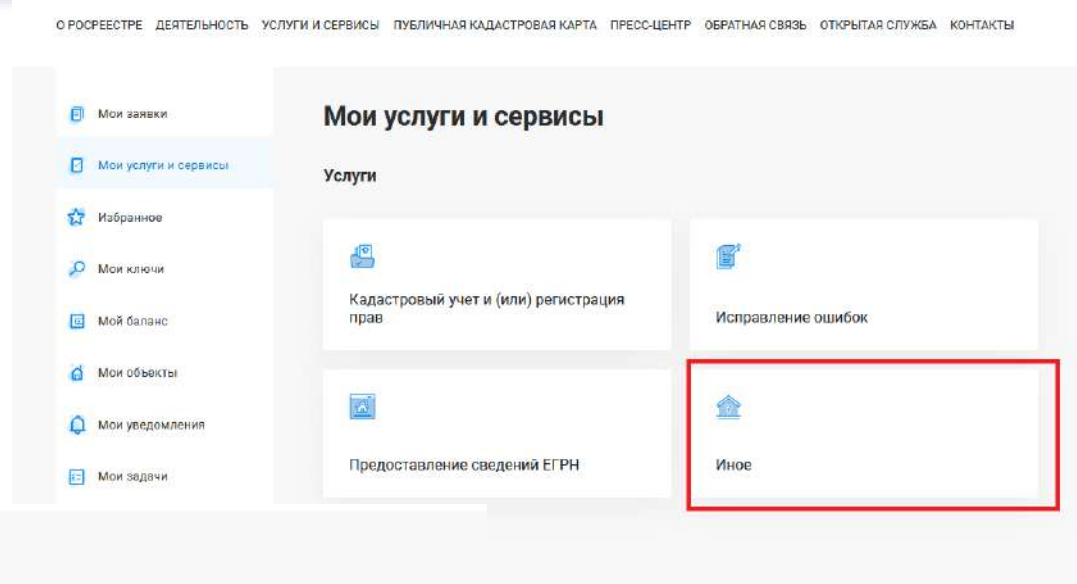 О РОСРЕЕСТРЕ ДЕЯТЕЛЬНОСТЬ УСЛУГИ И СЕРВИСЫ ПУБЛИЧНАЯ КАДАСТРОВАЯ КАРТА ПРЕСС-ЦЕНТР ОБРАТНАЯ СВЯЗЬ ОТКРЫТАЯ СЛУЖБА КОНТАКТЫ
Мои заявки
Мои услуги и сервисы
Избранное
Мои ключи
Мой баланс
Мои объекты
Мои уведомления
Мои задачи
Мои услуги и сервисы
Услуги
Кадастровый учет и (или) регистрация
прав
Исправление ошибок
Предоставление сведений ЕГРН
Иное